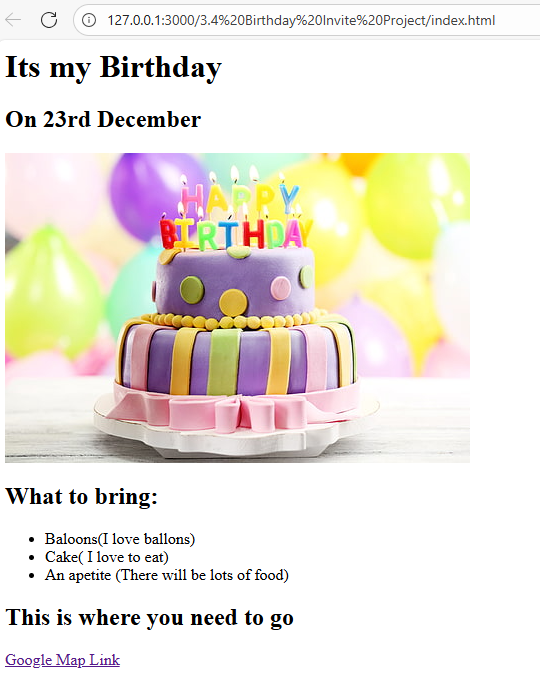 127.0.0.1:3000/3.4%20Birthday%20Invite%20Project/index.html
Its my Birthday
On 23rd December
HAPPY
BIRTHDAY
What to bring:
Baloons(I love ballons)
Cake( I love to eat)
An apetite (There will be lots of food)
This is where you need to go
Google Map Link